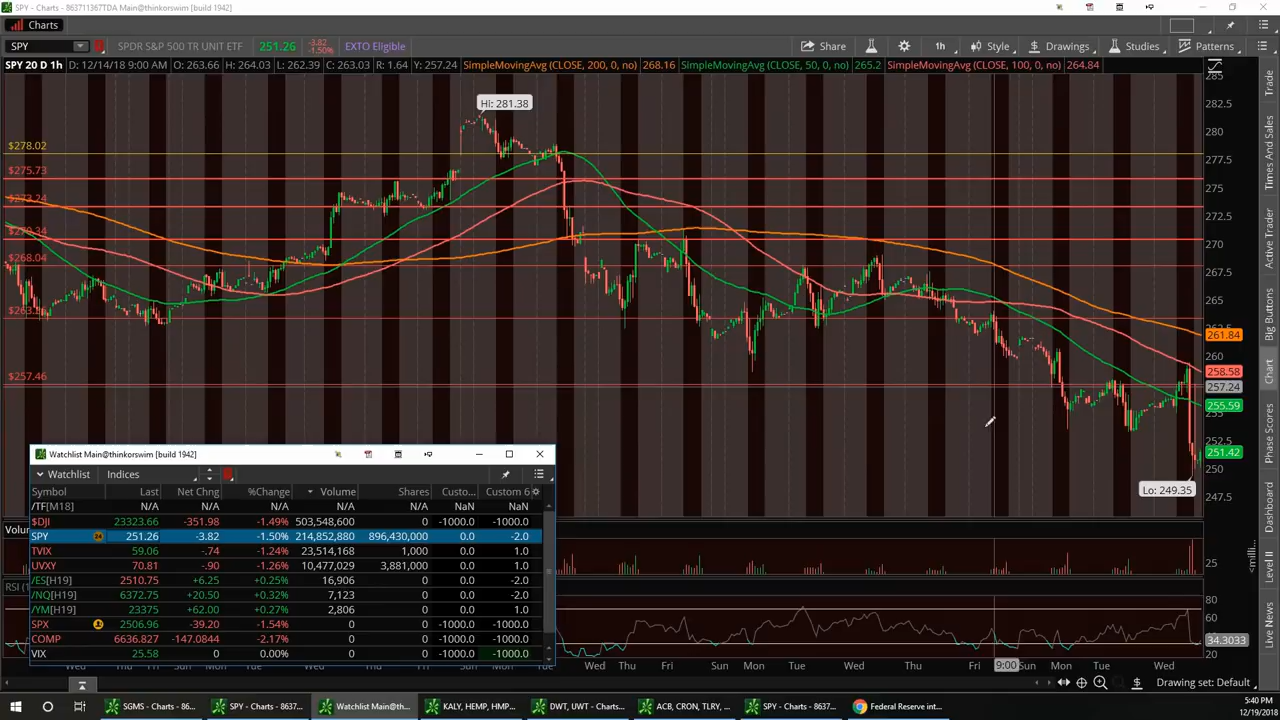 SPY - Charts - 863711367TDA Main@thinkorswim [build 1942]
Charts
SPY SPDR S&P 500 TR UNIT ETF 251.26 -3.82 -1.50% EXTO Eligible Share 1h Style Drawings Studies Patterns
SPY 20 D 1h D: 12/14/18 9:00 AM O: 263.66 H: 264.03 L: 262.39 C: 263.03 R: 1.64 Y: 257.24 SimpleMovingAvg (CLOSE, 200, 0, no) 268.16 SimpleMovingAvg (CLOSE, 50, 0, no) 265.2 SimpleMovingAvg (CLOSE, 100, 0, no) 264.84
285
Hi: 281.38
282.5
280
$278.02
277.5
$275.73
275
$273.24
272.5
$270.34
270
$268.04
267.5
265
262.5
261.84
260
258.58
$257.46
257.24
255.59
252.5
251.42
250
Lo: 249.35
247.5
Trade
Times And Sales
Active Trader
Big Buttons
Chart
Phase Scores
Dashboard
Level II
Live News
Watchlist Main@thinkorswim [build 1942]
Watchlist Indices
Symbol Last Net Chng %Change Volume Shares Custo... Custom 6
/TF[M18] N/A N/A N/A N/A N/A NaN NaN
$DJI 23323.66 -351.98 -1.49% 503,548,600 0 -1000.0 -1000.0
SPY 251.26 -3.82 -1.50% 214,852,880 896,430,000 0.0 -2.0
TVIX 59.06 -.74 -1.24% 23,514,168 1,000 0.0 1.0
UVXY 70.81 -.90 -1.26% 10,477,029 3,881,000 0.0 1.0
/ES[H19] 2510.75 +6.25 +0.25% 16,906 0 0.0 -2.0
/NQ[H19] 6372.75 +20.50 +0.32% 7,123 0 0.0 -2.0
/YM[H19] 23375 +62.00 +0.27% 2,806 0 0.0 1.0
SPX 2506.96 -39.20 -1.54% 0 0 -1000.0 -1000.0
COMP 6636.827 -147.0844 -2.17% 0 0 -1000.0 -1000.0
VIX 25.58 0 0.00% 0 0 -1000.0 -1000.0
Volum
25
<milli...
RSI (1
80
60
34.3033
20
Wed Thu Fri Sun Mon Tue Wed Thu Fri 9:00 Sun Mon Tue Wed
Drawing set: Default
SGMS - Charts - 86...
SPY - Charts - 8637...
Watchlist Main@th...
KALY, HEMP, HMP...
DWT, UWT - Charts...
ACB, CRON, TLRY, ...
SPY - Charts - 8637...
Federal Reserve int...
5:40 PM
12/19/2018